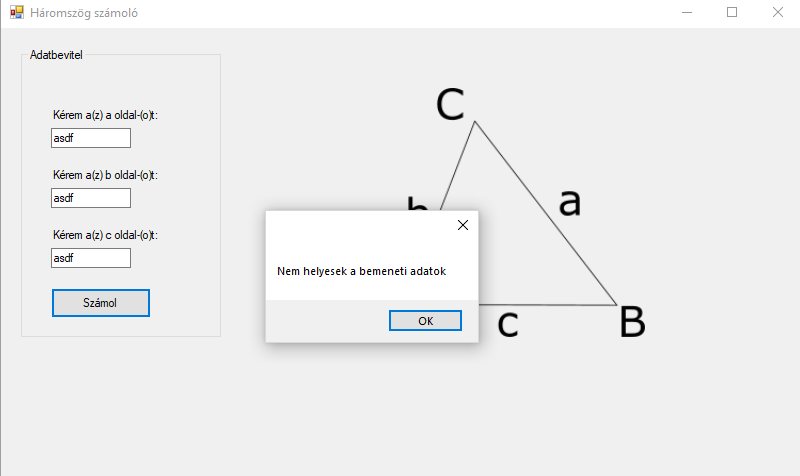 Háromszög számoló
Adatbevitel
Kérem a(z) a oldal-(o)t:
asdf
Kérem a(z) b oldal-(o)t:
asdf
Kérem a(z) c oldal-(o)t:
asdf
Számol
C
b
a
c
B
Nem helyesek a bemeneti adatok
OK